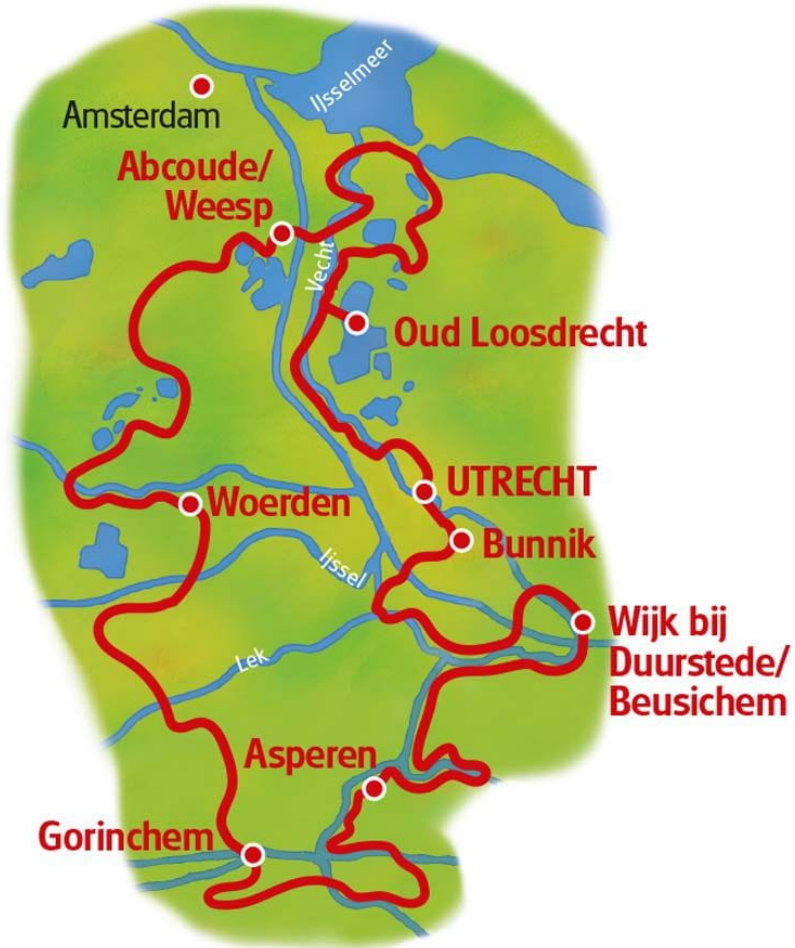 IJsselmeer
Amsterdam
Abcoude/
Weesp
Vecht
Oud Loosdrecht
UTRECHT
Woerden
Bunnik
Ijssel
Wijk bij
Duurstede/
Beusichem
Lek
Asperen
Gorinchem